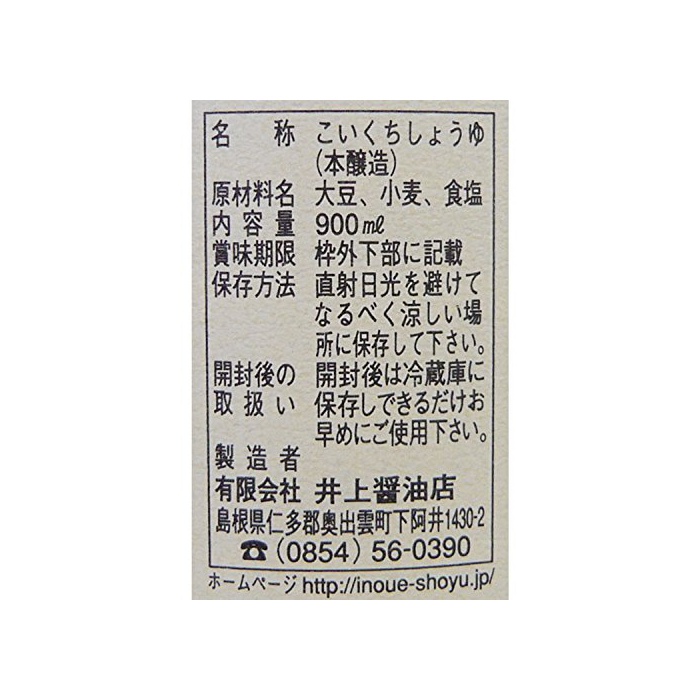 名称 こいくちしょうゆ
(本醸造)
原材料名 大豆、小麦、食塩
内容量 900㎖
賞味期限 枠外下部に記載
保存方法 直射日光を避けて
なるべく涼しい場
所に保存して下さい。
開封後の 開封後は冷蔵庫に
取扱い 保存しできるだけお
早めにご使用下さい。
製造者
有限会社 井上醤油店
島根県仁多郡奥出雲町下阿井1430-2
☎(0854)56-0390
ホームページhttp://inoue-shoyu.jp/